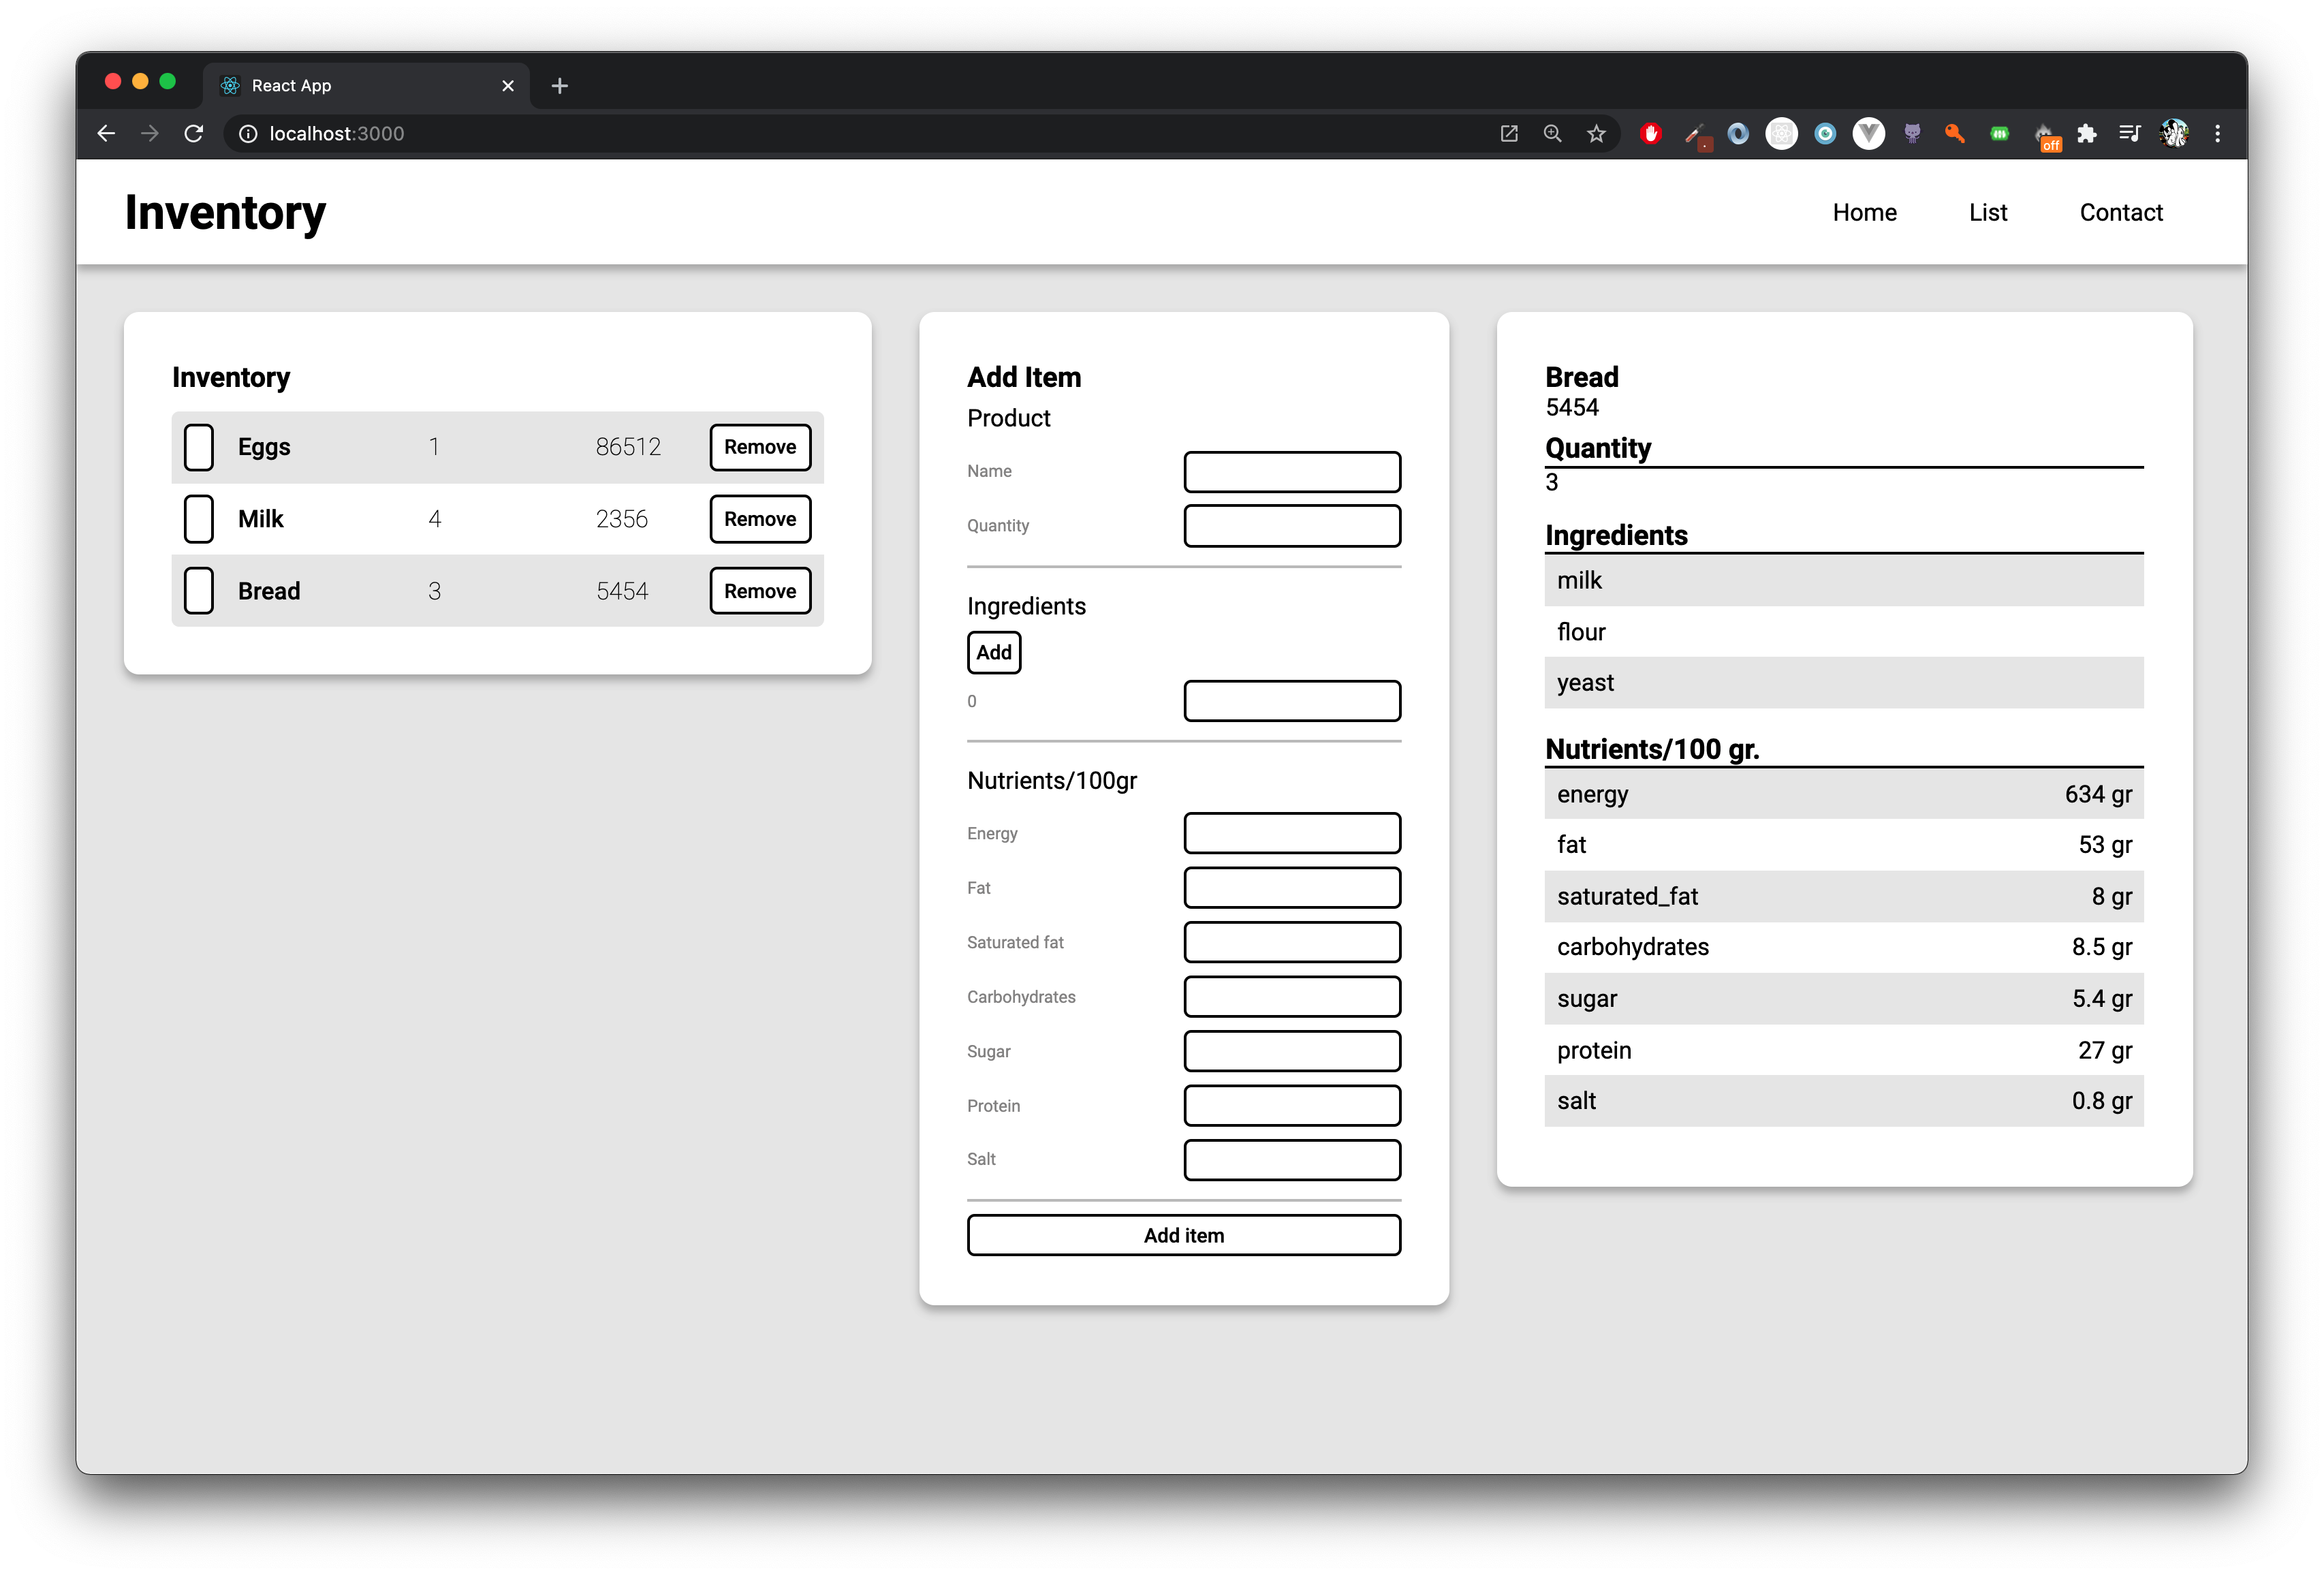 React App
localhost:3000
off
Inventory
Home List Contact
Inventory
Eggs 1 86512 Remove
Milk 4 2356 Remove
Bread 3 5454 Remove
Add Item
Product
Name
Quantity
Ingredients
Add
0
Nutrients/100gr
Energy
Fat
Saturated fat
Carbohydrates
Sugar
Protein
Salt
Add item
Bread
5454
Quantity
3
Ingredients
milk
flour
yeast
Nutrients/100 gr.
energy 634 gr
fat 53 gr
saturated_fat 8 gr
carbohydrates 8.5 gr
sugar 5.4 gr
protein 27 gr
salt 0.8 gr